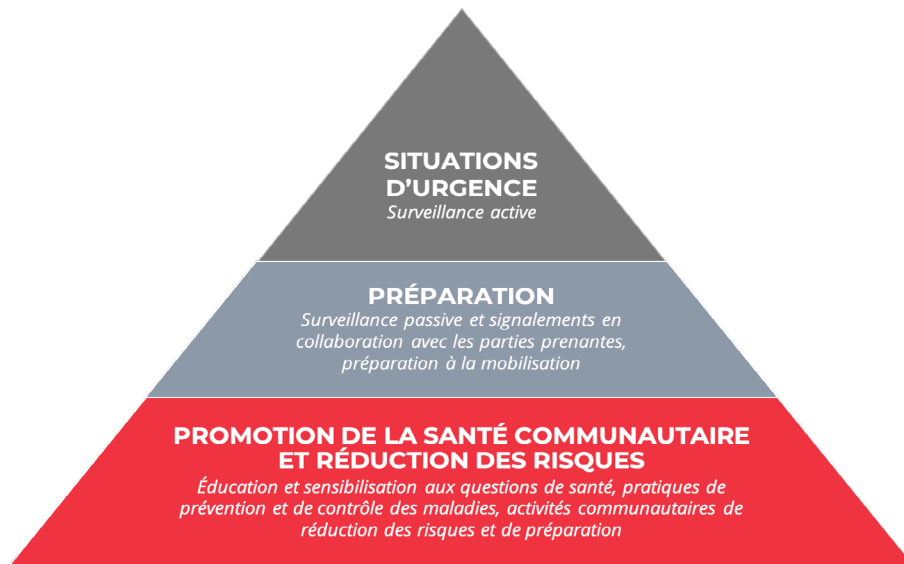 SITUATIONS
D’URGENCE
Surveillance active
PRÉPARATION
Surveillance passive et signalements en
collaboration avec les parties prenantes,
préparation à la mobilisation
PROMOTION DE LA SANTÉ COMMUNAUTAIRE
ET RÉDUCTION DES RISQUES
Éducation et sensibilisation aux questions de santé, pratiques de
prévention et de contrôle des maladies, activités communautaires de
réduction des risques et de préparation